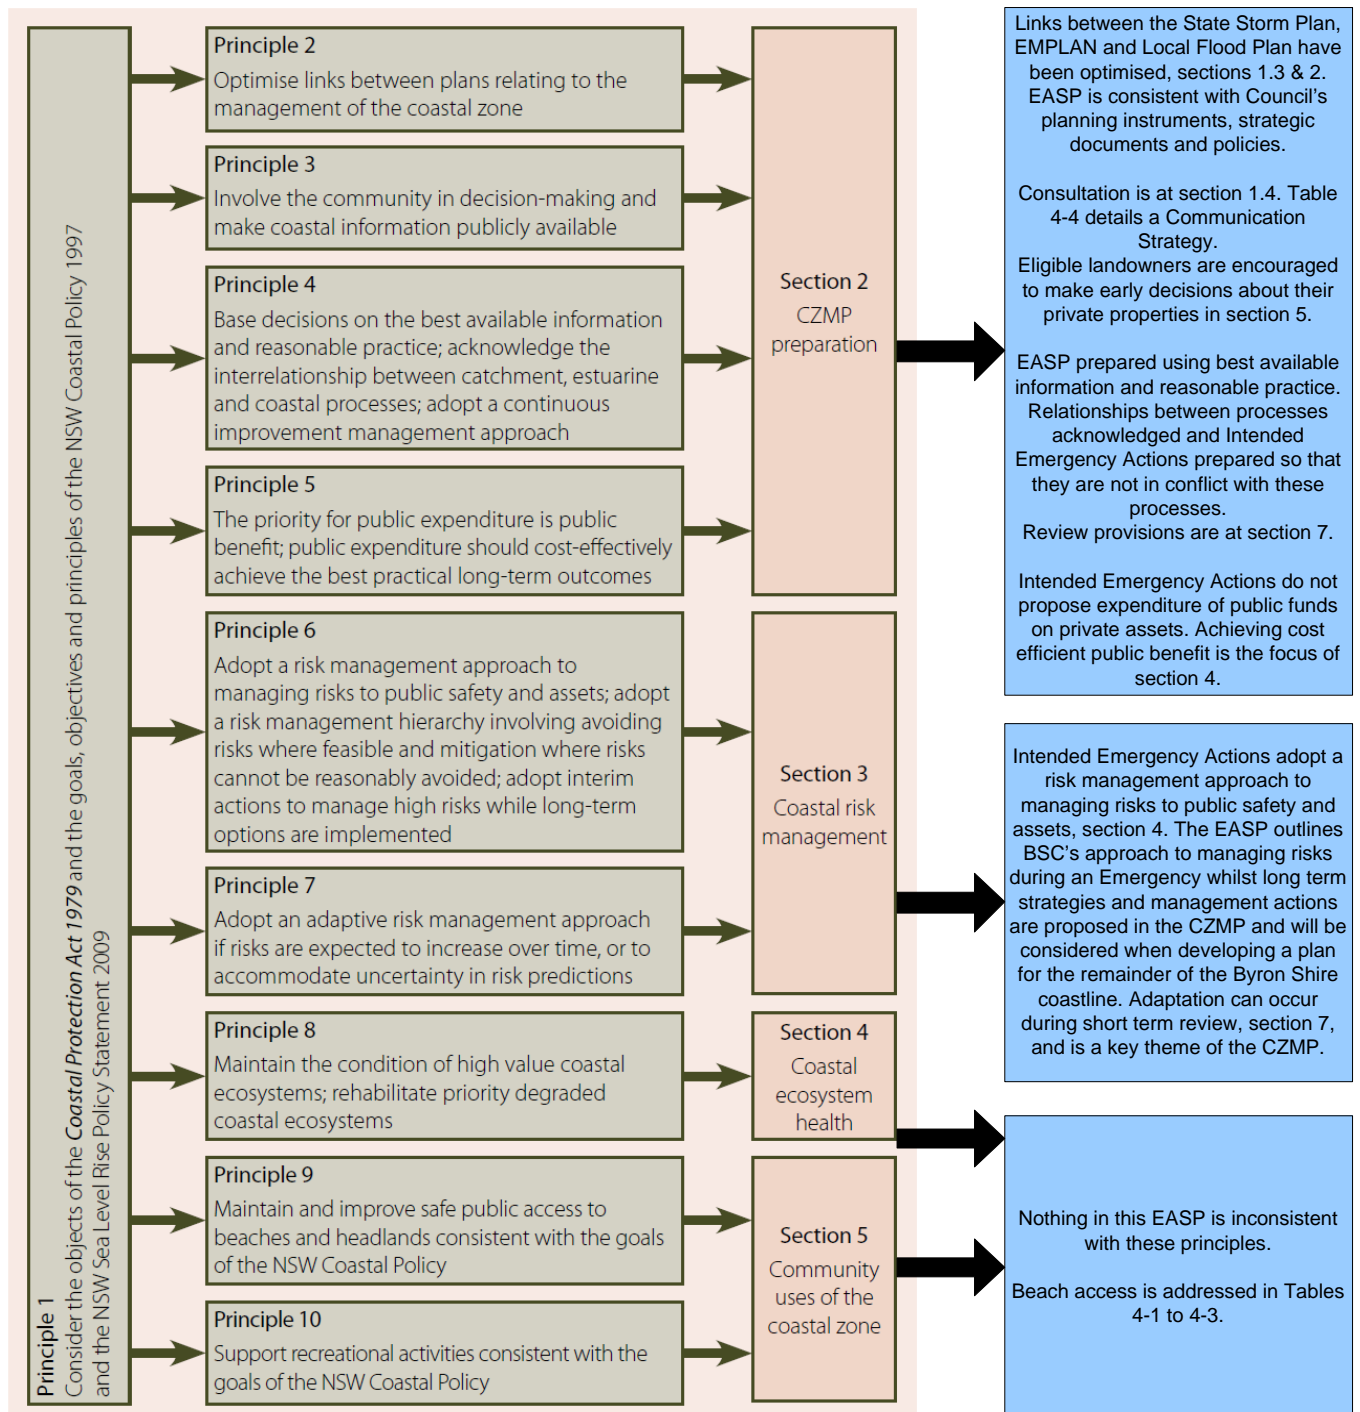 Principle 1
Consider the objects of the Coastal Protection Act 1979 and the goals, objectives and principles of the NSW Coastal Policy 1997
and the NSW Sea Level Rise Policy Statement 2009
Principle 2
Optimise links between plans relating to the
management of the coastal zone
Principle 3
Involve the community in decision-making and
make coastal information publicly available
Principle 4
Base decisions on the best available information
and reasonable practice; acknowledge the
interrelationship between catchment, estuarine
and coastal processes; adopt a continuous
improvement management approach
Principle 5
The priority for public expenditure is public
benefit; public expenditure should cost-effectively
achieve the best practical long-term outcomes
Principle 6
Adopt a risk management approach to
managing risks to public safety and assets; adopt
a risk management hierarchy involving avoiding
risks where feasible and mitigation where risks
cannot be reasonably avoided; adopt interim
actions to manage high risks while long-term
options are implemented
Principle 7
Adopt an adaptive risk management approach
if risks are expected to increase over time, or to
accommodate uncertainty in risk predictions
Principle 8
Maintain the condition of high value coastal
ecosystems; rehabilitate priority degraded
coastal ecosystems
Principle 9
Maintain and improve safe public access to
beaches and headlands consistent with the goals
of the NSW Coastal Policy
Principle 10
Support recreational activities consistent with the
goals of the NSW Coastal Policy
Section 2
CZMP
preparation
Section 3
Coastal risk
management
Section 4
Coastal
ecosystem
health
Section 5
Community
uses of the
coastal zone
Links between the State Storm Plan,
EMPLAN and Local Flood Plan have
been optimised, sections 1.3 & 2.
EASP is consistent with Council's
planning instruments, strategic
documents and policies.
Consultation is at section 1.4. Table
4-4 details a Communication
Strategy.
Eligible landowners are encouraged
to make early decisions about their
private properties in section 5.
EASP prepared using best available
information and reasonable practice.
Relationships between processes
acknowledged and Intended
Emergency Actions prepared so that
they are not in conflict with these
processes.
Review provisions are at section 7.
Intended Emergency Actions do not
propose expenditure of public funds
on private assets. Achieving cost
efficient public benefit is the focus of
section 4.
Intended Emergency Actions adopt a
risk management approach to
managing risks to public safety and
assets, section 4. The EASP outlines
BSC's approach to managing risks
during an Emergency whilst long term
strategies and management actions
are proposed in the CZMP and will be
considered when developing a plan
for the remainder of the Byron Shire
coastline. Adaptation can occur
during short term review, section 7,
and is a key theme of the CZMP.
Nothing in this EASP is inconsistent
with these principles.
Beach access is addressed in Tables
4-1 to 4-3.